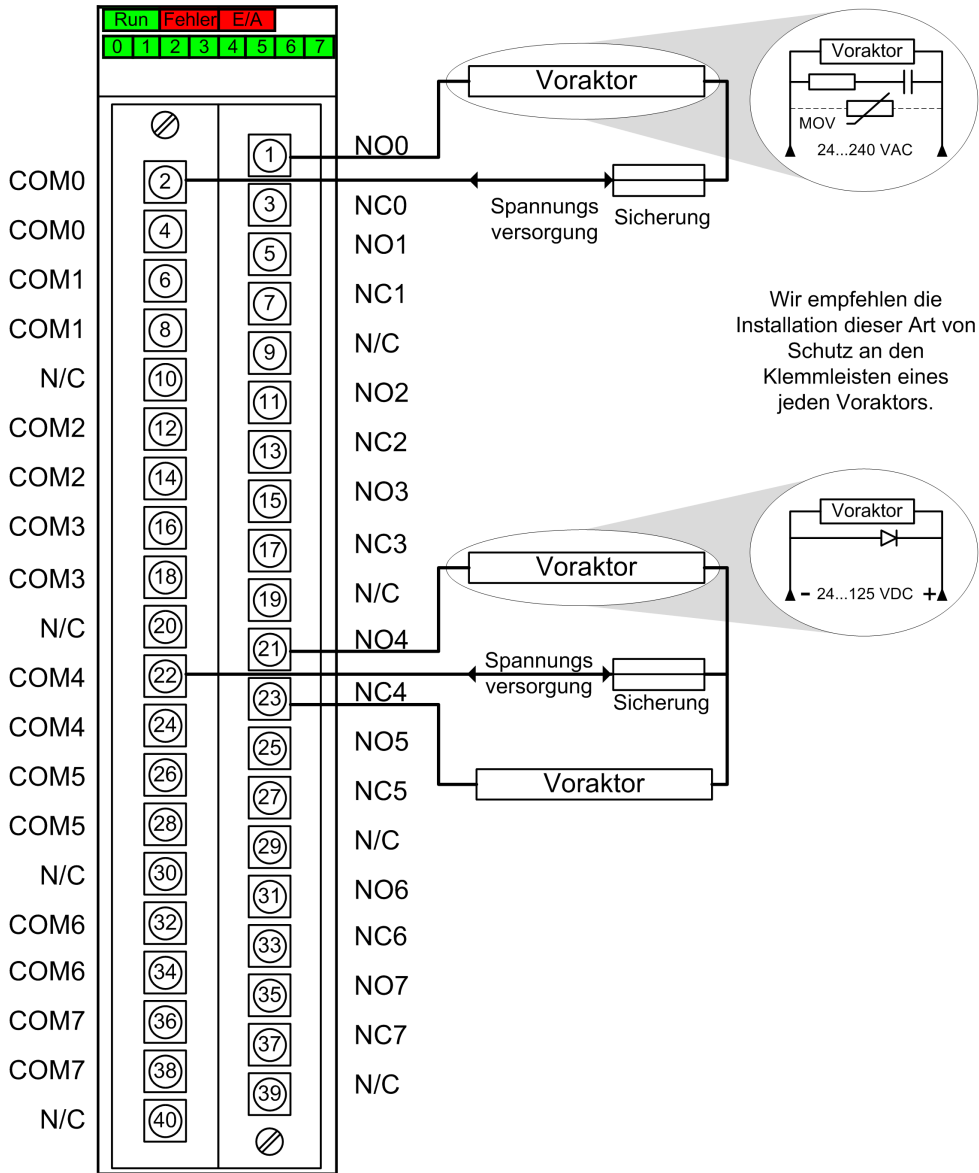 Run Fehler E/A
0 1 2 3 4 5 6 7
Voraktor
Voraktor
MOV
24...240 VAC
1
NO0
COM0
2
3
NC0
Spannungs
versorgung
Sicherung
COM0
4
5
NO1
COM1
6
7
NC1
COM1
8
9
N/C
N/C
10
11
NO2
COM2
12
13
NC2
COM2
14
15
NO3
COM3
16
17
NC3
COM3
18
19
N/C
N/C
20
21
NO4
COM4
22
23
NC4
COM4
24
25
NO5
COM5
26
27
NC5
COM5
28
29
N/C
N/C
30
31
NO6
COM6
32
33
NC6
COM6
34
35
NO7
COM7
36
37
NC7
COM7
38
39
N/C
N/C
40
Wir empfehlen die
Installation dieser Art von
Schutz an den
Klemmleisten eines
jeden Voraktors.
Voraktor
Voraktor
- 24...125 VDC +
Spannungs
versorgung
Sicherung
Voraktor